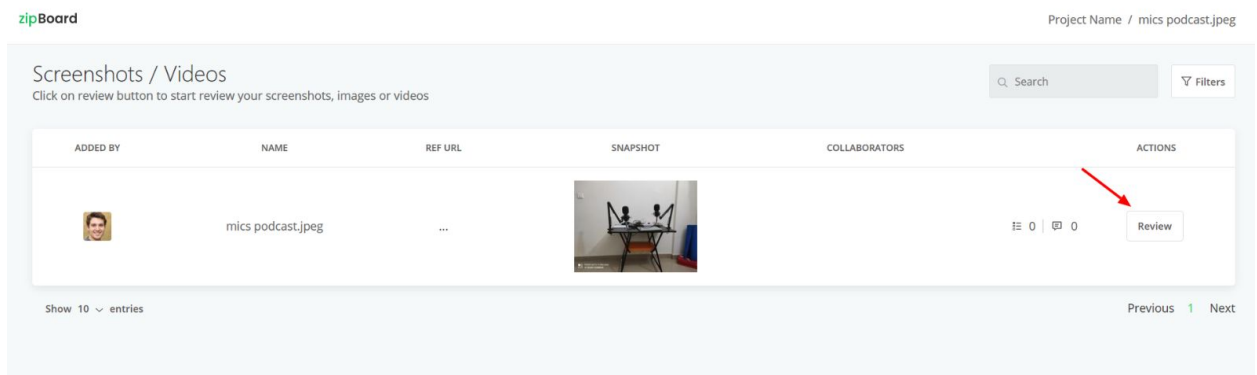 zipBoard
Project Name / mics podcast.jpeg
Screenshots / Videos
Click on review button to start review your screenshots, images or videos
Search
Filters
ADDED BY NAME REF URL SNAPSHOT COLLABORATORS ACTIONS
mics podcast.jpeg ... 0 0 Review
Show 10 entries
Previous 1 Next